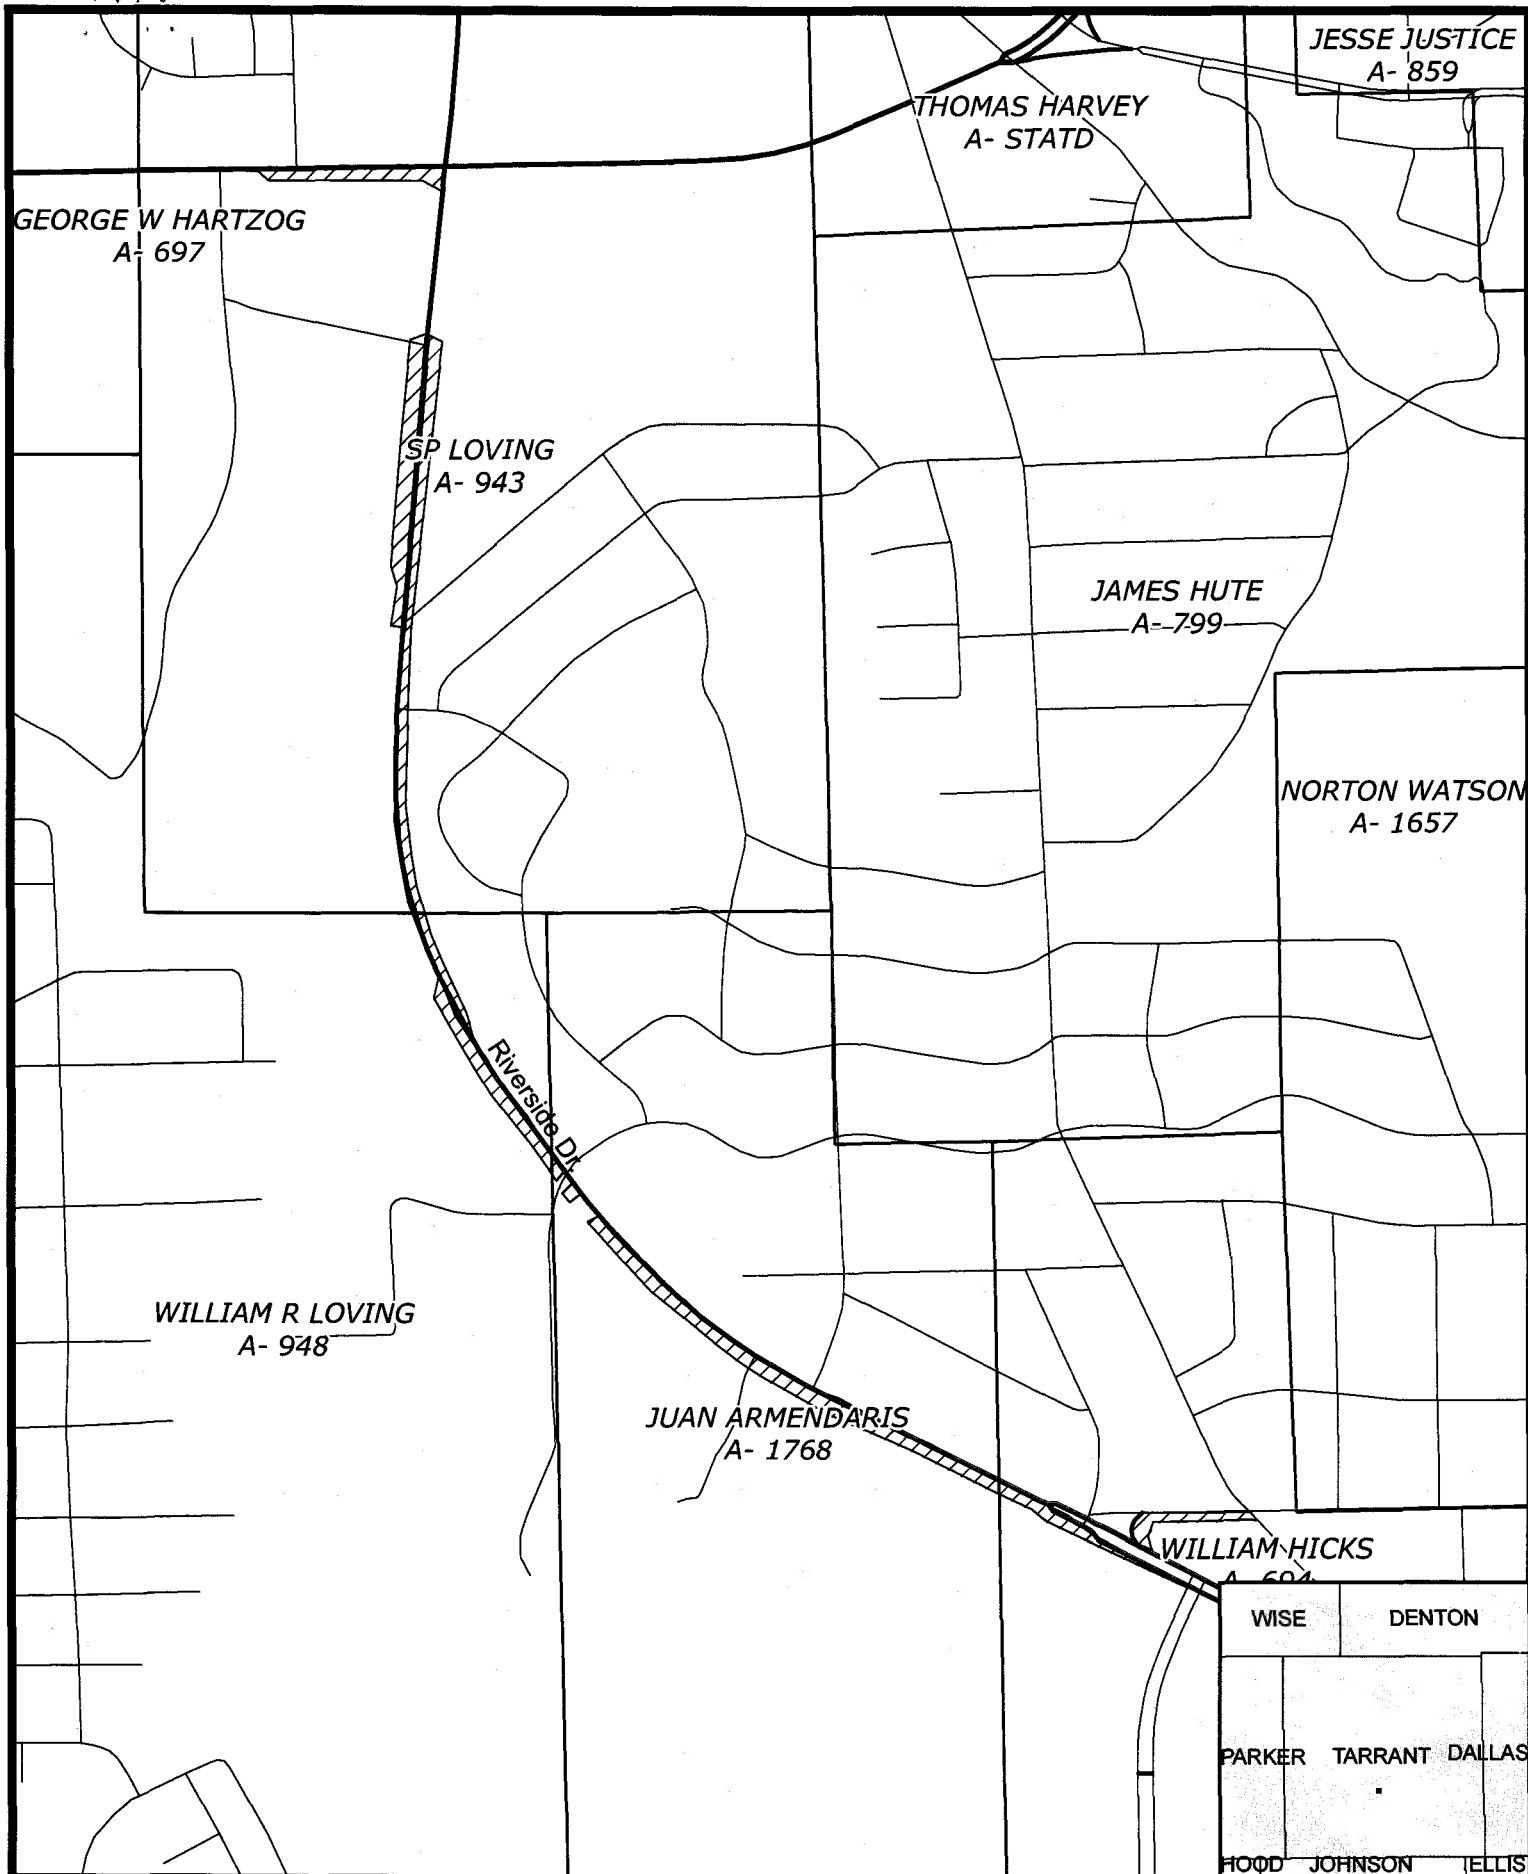 JESSE JUSTICE
A- 859
THOMAS HARVEY
A- STATD
GEORGE W HARTZOG
A- 697
SP LOVING
A- 943
JAMES HUTE
A- 799
NORTON WATSON
A- 1657
Riverside Dr.
WILLIAM R LOVING
A- 948
JUAN ARMENDARIS
A- 1768
WILLIAM HICKS
A- 694
WISE DENTON
PARKER TARRANT DALLAS
HOOD JOHNSON ELLIS